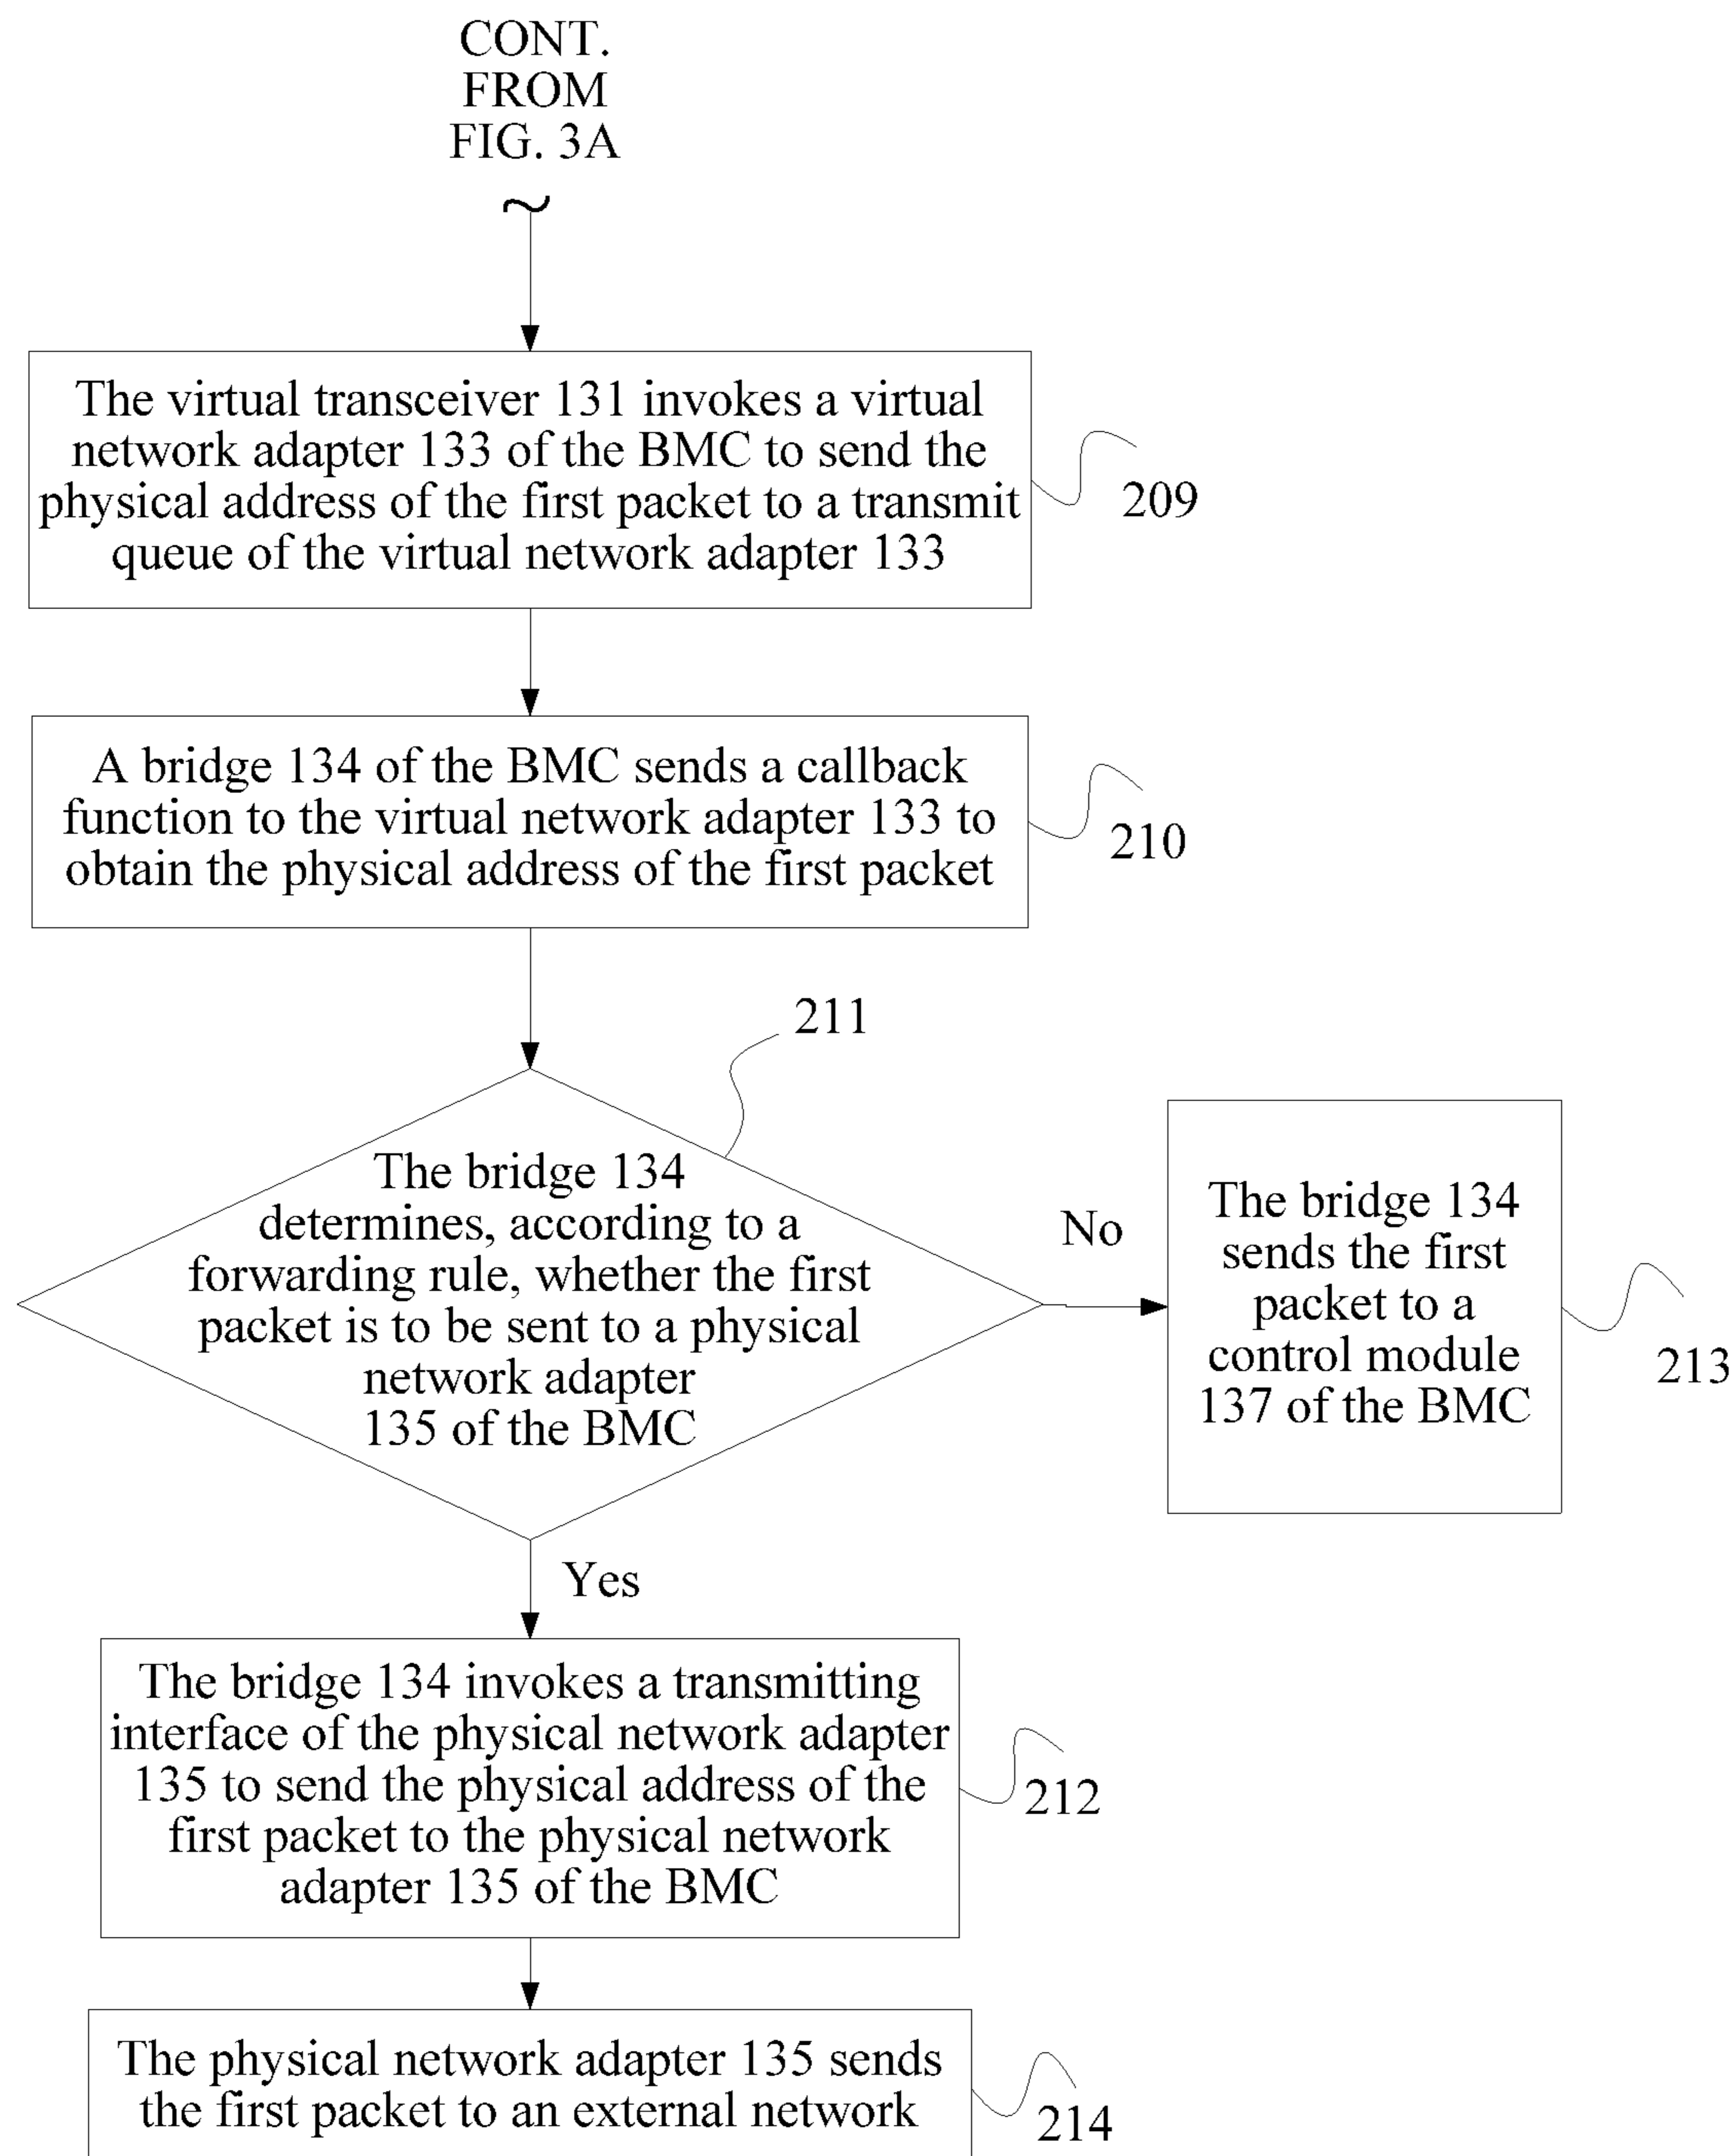 CONT.
FROM
FIG. 3A
The virtual transceiver 131 invokes a virtual
network adapter 133 of the BMC to send the
physical address of the first packet to a transmit
queue of the virtual network adapter 133
209
A bridge 134 of the BMC sends a callback
function to the virtual network adapter 133 to
obtain the physical address of the first packet
210
211
The bridge 134
determines, according to a
forwarding rule, whether the first
packet is to be sent to a physical
network adapter
135 of the BMC
No
The bridge 134
sends the first
packet to a
control module
137 of the BMC
213
Yes
The bridge 134 invokes a transmitting
interface of the physical network adapter
135 to send the physical address of the
first packet to the physical network
adapter 135 of the BMC
212
The physical network adapter 135 sends
the first packet to an external network
214